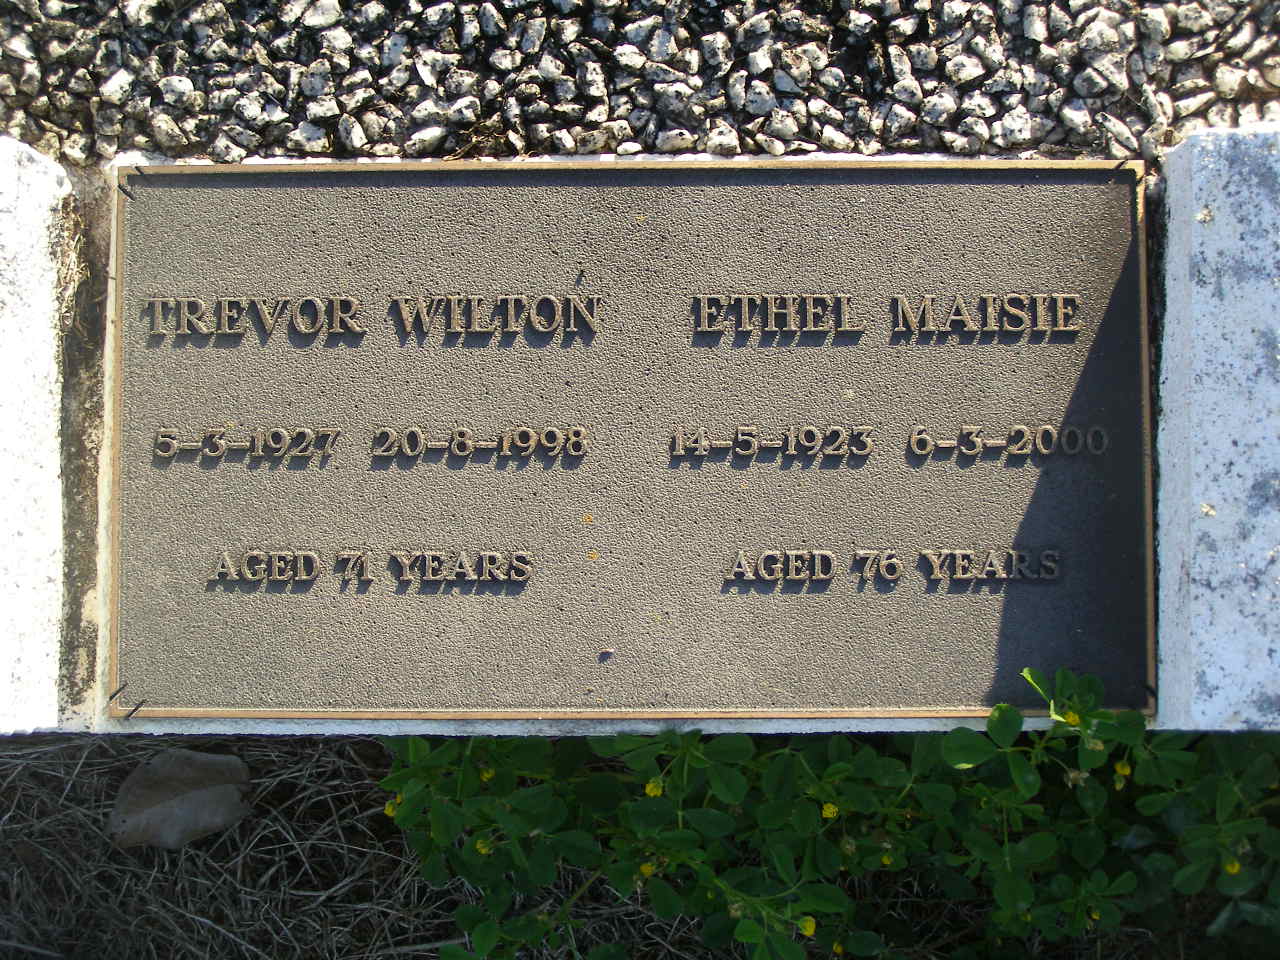 TREVOR WILTON ETHEL MAISIE
5-3-1927 20-8-1998 14-5-1923 6-3-2000
AGED 71 YEARS AGED 76 YEARS